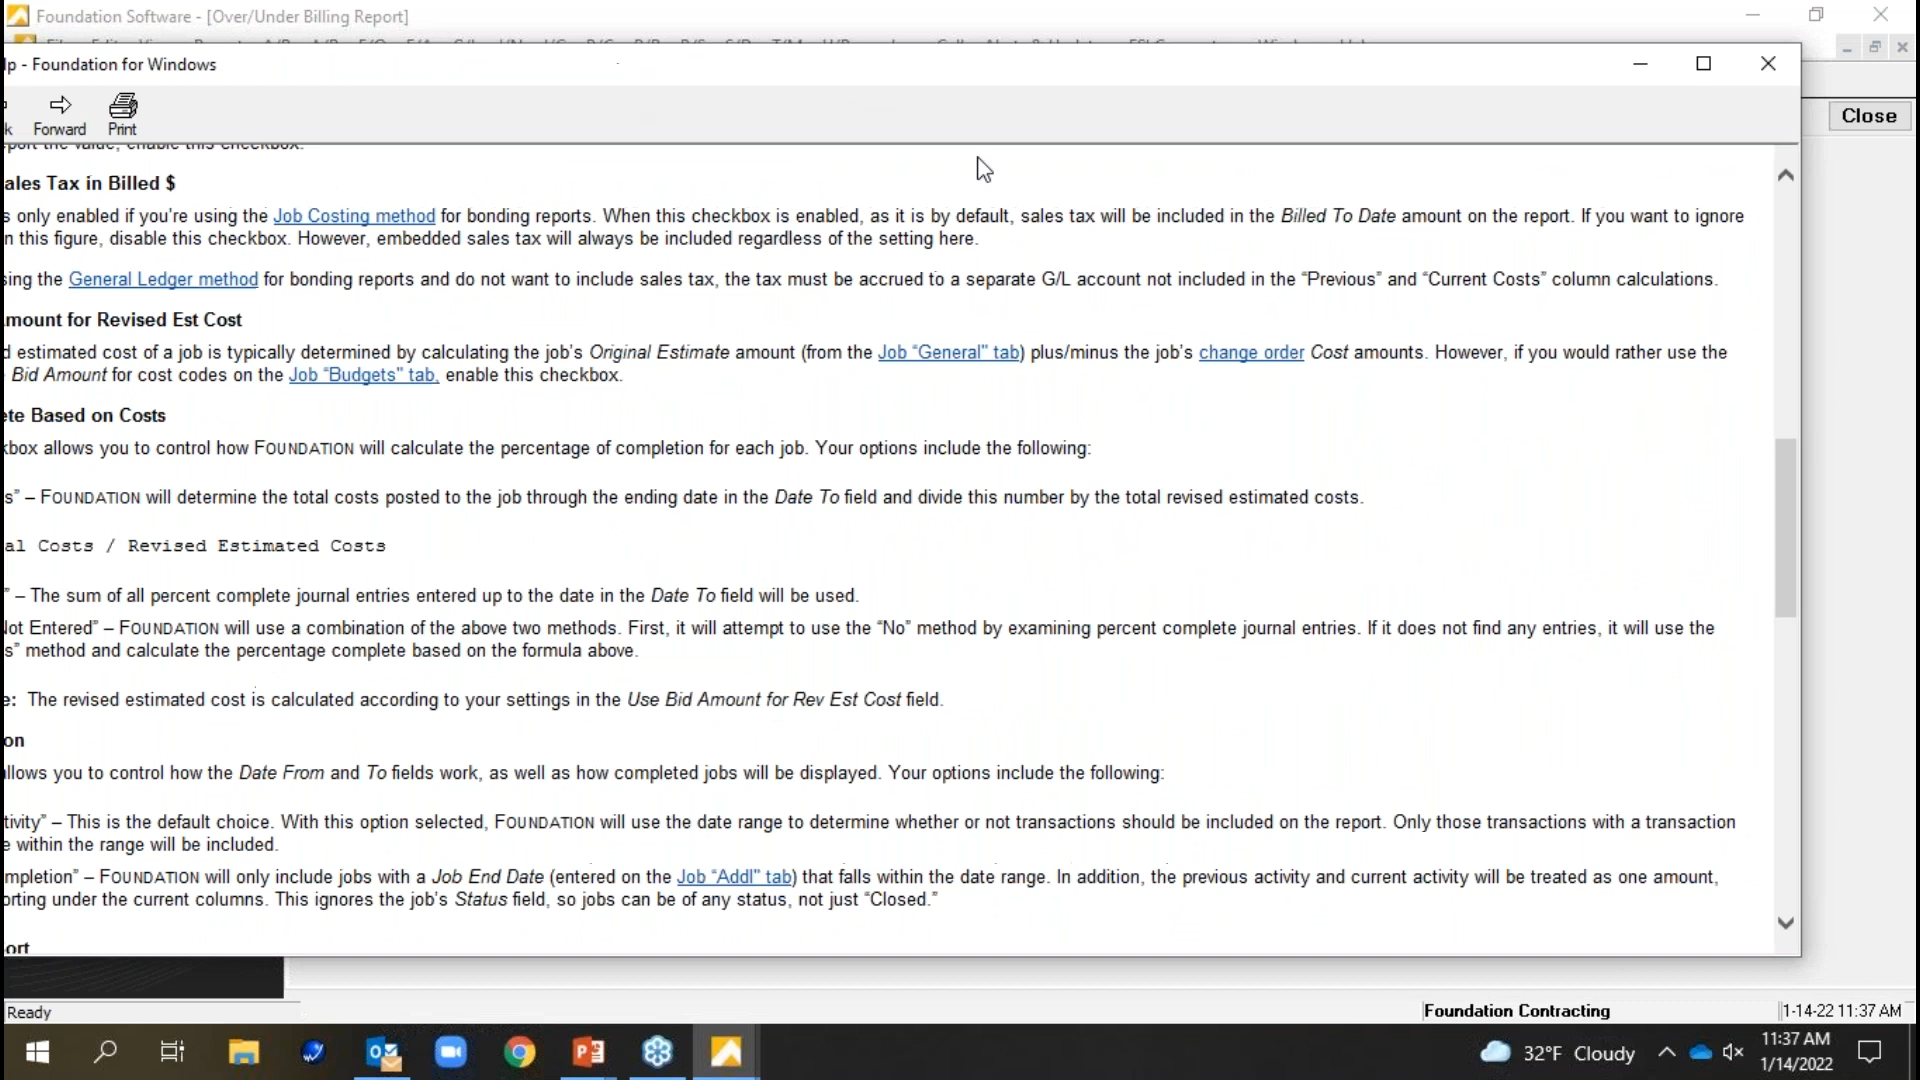 Foundation Software - [Over/Under Billing Report]
lp - Foundation for Windows
k Forward Print
Close
port the value, enable this checkbox.
ales Tax in Billed $
s only enabled if you're using the Job Costing method for bonding reports. When this checkbox is enabled, as it is by default, sales tax will be included in the Billed To Date amount on the report. If you want to ignore
n this figure, disable this checkbox. However, embedded sales tax will always be included regardless of the setting here.
sing the General Ledger method for bonding reports and do not want to include sales tax, the tax must be accrued to a separate G/L account not included in the “Previous” and “Current Costs” column calculations.
mount for Revised Est Cost
d estimated cost of a job is typically determined by calculating the job’s Original Estimate amount (from the Job “General” tab) plus/minus the job’s change order Cost amounts. However, if you would rather use the
Bid Amount for cost codes on the Job “Budgets” tab, enable this checkbox.
ete Based on Costs
kbox allows you to control how FOUNDATION will calculate the percentage of completion for each job. Your options include the following:
s” – FOUNDATION will determine the total costs posted to the job through the ending date in the Date To field and divide this number by the total revised estimated costs.
al Costs / Revised Estimated Costs
” – The sum of all percent complete journal entries entered up to the date in the Date To field will be used.
Not Entered” – FOUNDATION will use a combination of the above two methods. First, it will attempt to use the “No” method by examining percent complete journal entries. If it does not find any entries, it will use the
s” method and calculate the percentage complete based on the formula above.
e: The revised estimated cost is calculated according to your settings in the Use Bid Amount for Rev Est Cost field.
on
allows you to control how the Date From and To fields work, as well as how completed jobs will be displayed. Your options include the following:
tivity” – This is the default choice. With this option selected, FOUNDATION will use the date range to determine whether or not transactions should be included on the report. Only those transactions with a transaction
e within the range will be included.
mpletion” – FOUNDATION will only include jobs with a Job End Date (entered on the Job “Addl” tab) that falls within the date range. In addition, the previous activity and current activity will be treated as one amount,
orting under the current columns. This ignores the job’s Status field, so jobs can be of any status, not just “Closed.”
ort
Ready
Foundation Contracting
1-14-22 11:37 AM
32°F Cloudy
11:37 AM
1/14/2022